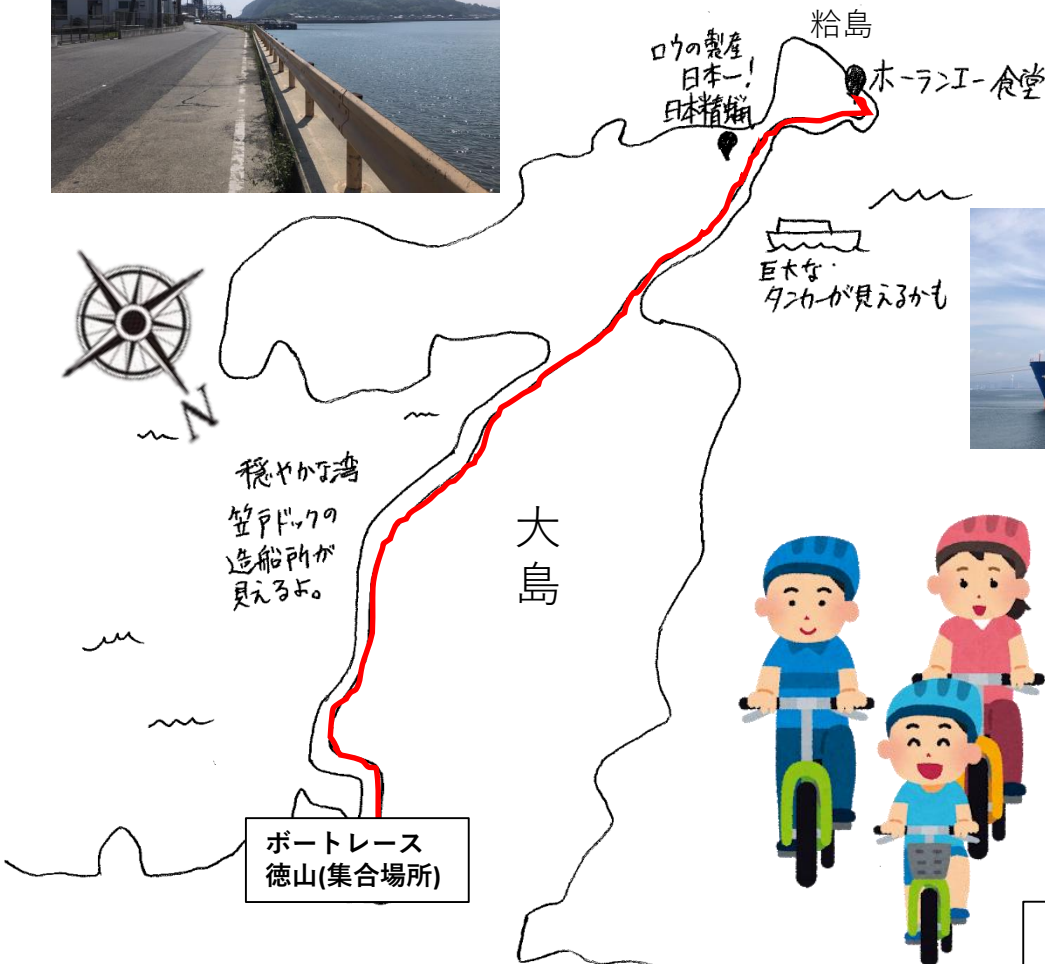 粭島
ホーランエー食堂
ロウの製産
日本一!
日本精蝋
巨大な
タンカーが見えるかも
N
穏やかな湾
笠戸ドックの
造船所が
見えるよ。
大
島
ボートレース
徳山(集合場所)